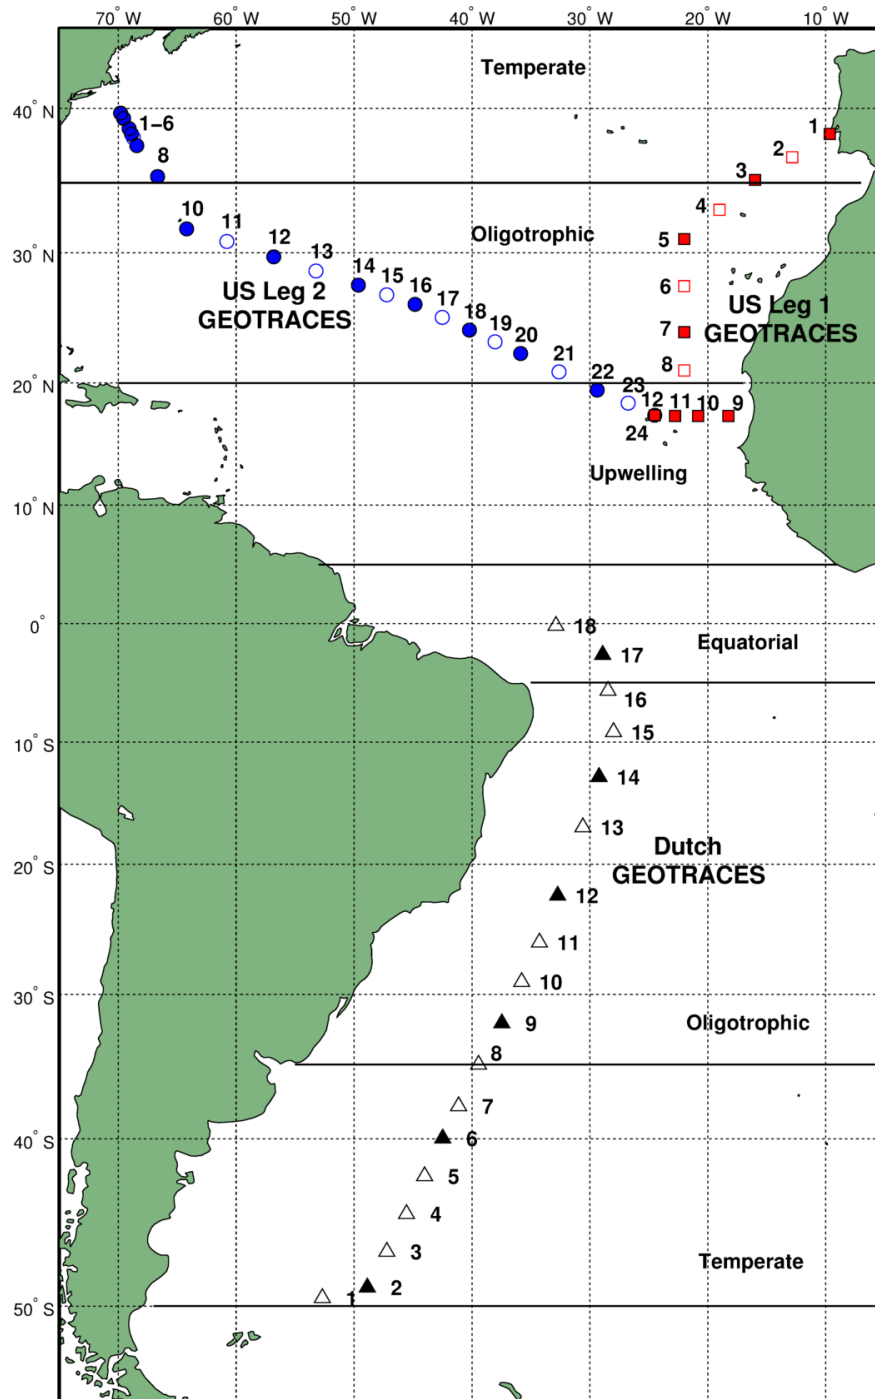 70° W 60° W 50° W 40° W 30° W 20° W 10° W
Temperate
40° N
1–6
1
2
8
3
10
4
11
Oligotrophic
12
5
30° N
13
14
15
6
US Leg 2
GEOTRACES
16
US Leg 1
GEOTRACES
17
18
7
19
20
21
8
20° N
22
23
12 11 10 9
24
Upwelling
10° N
0°
18
Equatorial
17
16
15
10° S
14
13
Dutch
GEOTRACES
20° S
12
11
10
30° S
9
Oligotrophic
8
7
40° S
6
5
4
3
Temperate
2
1
50° S